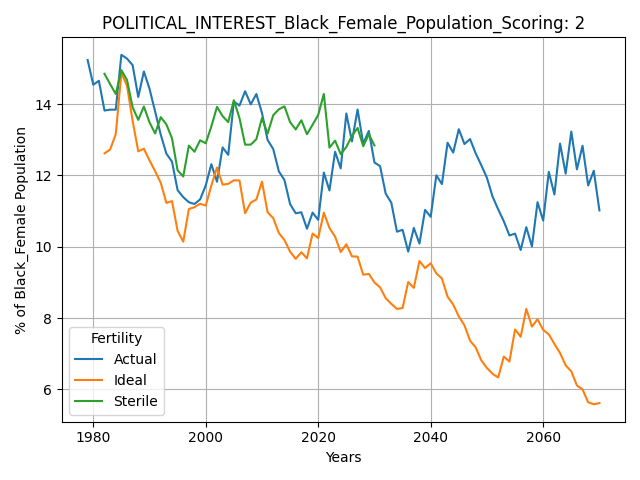 POLITICAL_INTEREST_Black_Female_Population_Scoring: 2
% of Black_Female Population
14
12
10
8
6
Fertility
Actual
Ideal
Sterile
1980 2000 2020 2040 2060
Years